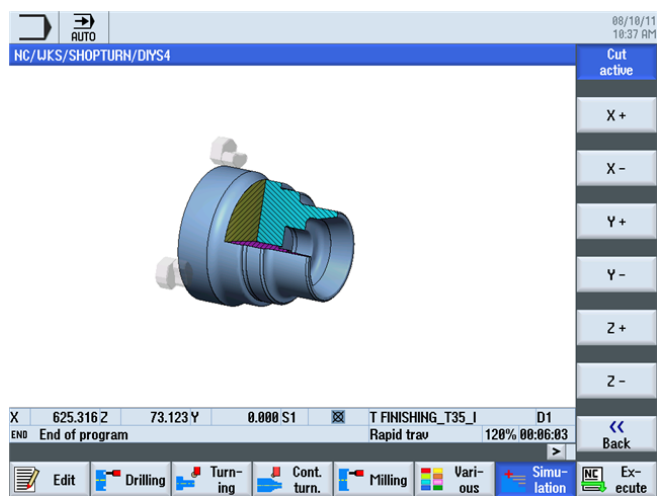 AUTO
08/10/11
10:37 AM
NC/WKS/SHOPTURN/DIYS4
Cut
active
X +
X -
Y +
Y -
Z +
Z -
X 625.316 Z 73.123 Y 0.000 S1 T FINISHING_T35_I D1
END End of program Rapid trav 120% 00:06:03
<<
Back
>
Edit
Drilling
Turn-
ing
Cont.
turn.
Milling
Vari-
ous
Simu-
lation
NC Ex-
ecute